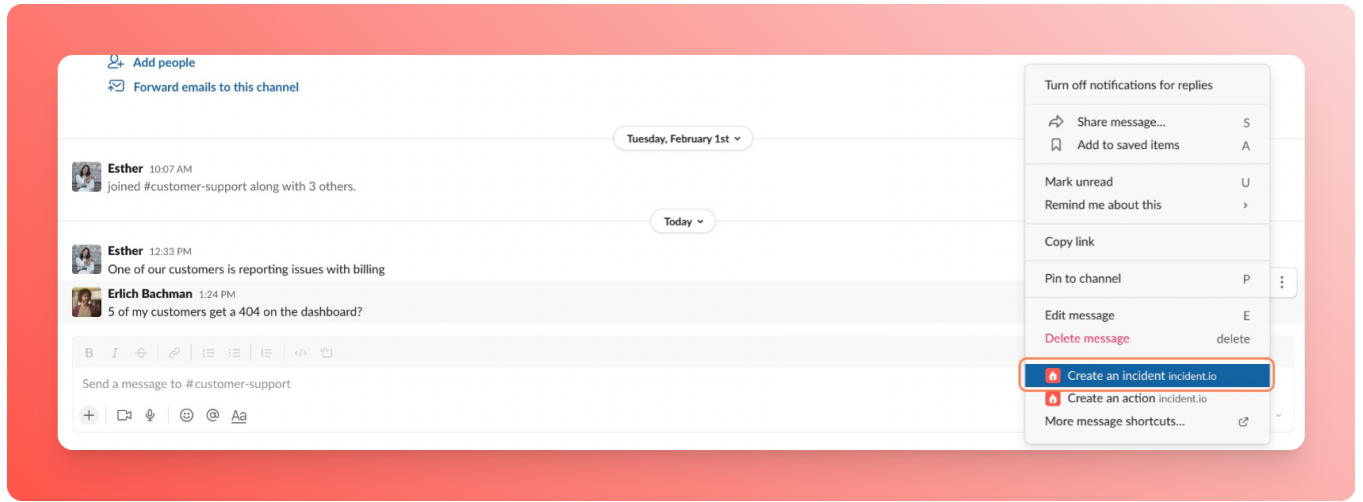 Add people
Forward emails to this channel
Tuesday, February 1st
Esther 10:07 AM
joined #customer-support along with 3 others.
Today
Esther 12:33 PM
One of our customers is reporting issues with billing
Erlich Bachman 1:24 PM
5 of my customers get a 404 on the dashboard?
B I S
Send a message to #customer-support
@ Aa
Turn off notifications for replies
Share message... S
Add to saved items A
Mark unread U
Remind me about this
Copy link
Pin to channel P
Edit message E
Delete message delete
Create an incident incident.io
Create an action incident.io
More message shortcuts...